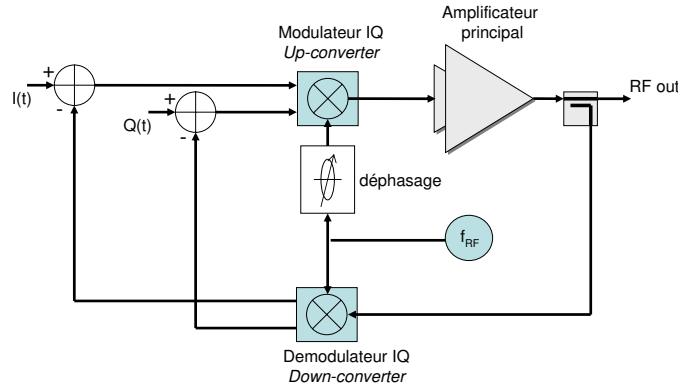 Amplificateur
principal
Modulateur IQ
Up-converter
+
I(t)
-
+
Q(t)
-
RF out
déphasage
fRF
Demodulateur IQ
Down-converter